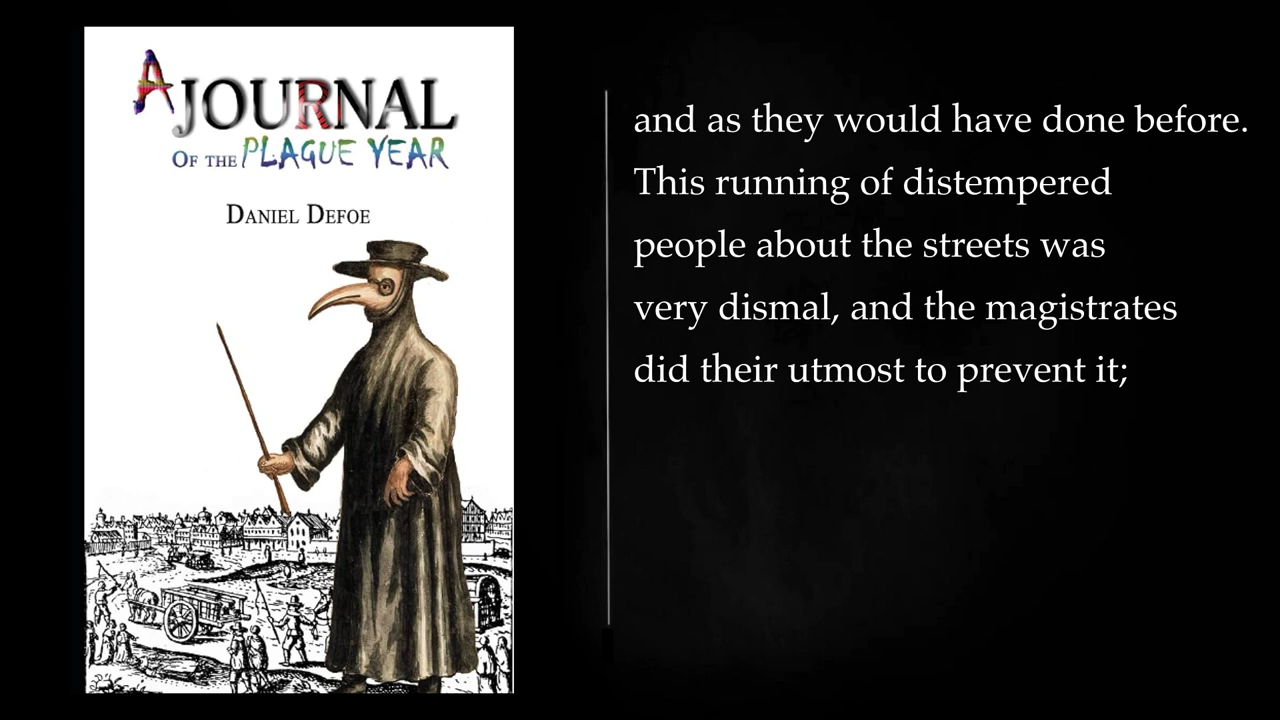 A JOURNAL
OF THE PLAGUE YEAR
DANIEL DEFOE
and as they would have done before.
This running of distempered
people about the streets was
very dismal, and the magistrates
did their utmost to prevent it;